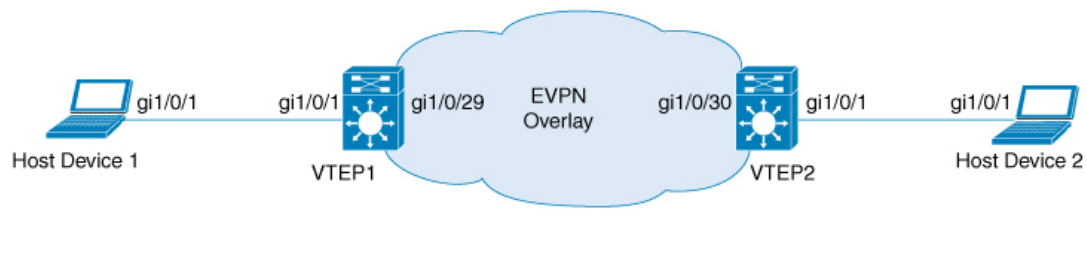 gi1/0/1
gi1/0/1
gi1/0/29
EVPN
Overlay
gi1/0/30
gi1/0/1
gi1/0/1
Host Device 1
VTEP1
VTEP2
Host Device 2